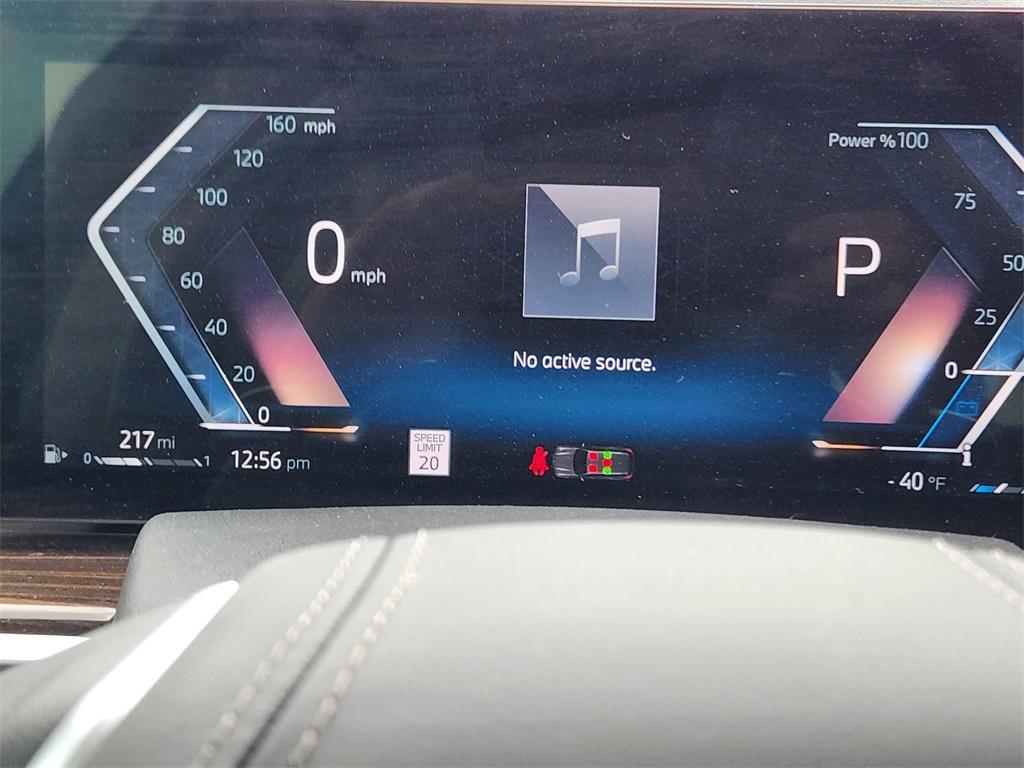 160 mph
120
100
80
60
40
20
0
0 mph
No active source.
Power %100
75
50
25
0
P
217 mi
0 1
12:56 pm
SPEED
LIMIT
20
i
- 40 °F